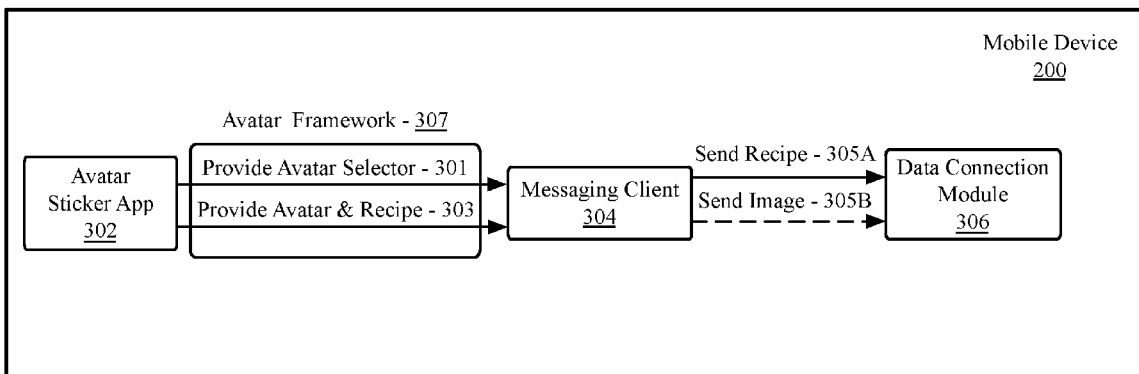 Mobile Device
200
Avatar Framework - 307
Avatar
Sticker App
302
Provide Avatar Selector - 301
Provide Avatar & Recipe - 303
Messaging Client
304
Send Recipe - 305A
Send Image - 305B
Data Connection
Module
306